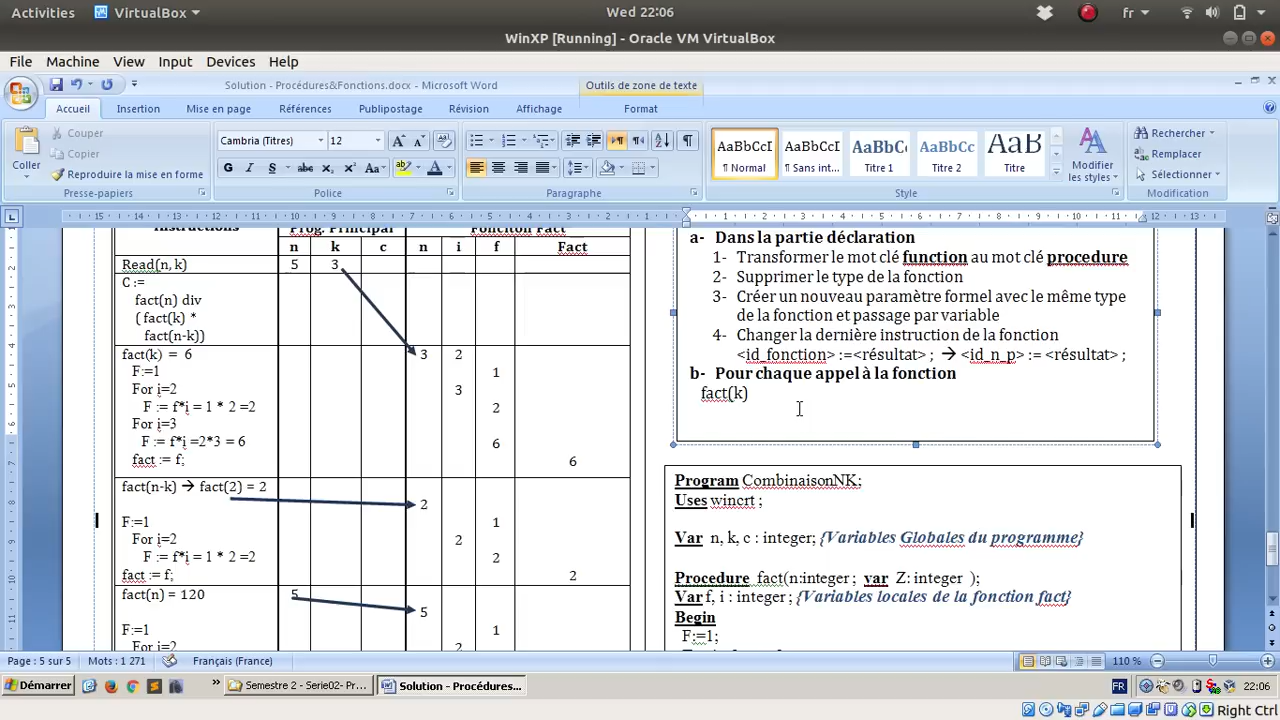 Activities VirtualBox Wed 22:06 fr
WinXP [Running] - Oracle VM VirtualBox
File Machine View Input Devices Help
Solution - Procédures&Fonctions.docx - Microsoft Word Outils de zone de texte
Accueil Insertion Mise en page Références Publipostage Révision Affichage Format
Coller
Couper
Copier
Reproduire la mise en forme
Presse-papiers
Cambria (Titres) 12
Police
Paragraphe
AaBbCcI AaBbCcI AaBbC AaBbCc AaB
¶ Normal ¶ Sans int... Titre 1 Titre 2 Titre
Modifier les styles
Style
Rechercher
Remplacer
Sélectionner
Modification
Instructions Prog. Principal Fonciton Fact
n k c n i f Fact
Read(n, k) 5 3
C :=
fact(n) div
( fact(k) *
fact(n-k))
fact(k) = 6 3 2
F:=1 1
For i=2 3
F := f*i = 1 * 2 =2 2
For i=3
F := f*i =2*3 = 6 6
fact := f; 6
fact(n-k) → fact(2) = 2 2
F:=1 1
For i=2 2
F := f*i = 1 * 2 =2 2
fact := f; 2
fact(n) = 120 5 5
F:=1 1
For i=2 2
a- Dans la partie déclaration
1- Transformer le mot clé function au mot clé procedure
2- Supprimer le type de la fonction
3- Créer un nouveau paramètre formel avec le même type
de la fonction et passage par variable
4- Changer la dernière instruction de la fonction
<id_fonction> :=<résultat> ; → <id_n_p> := <résultat> ;
b- Pour chaque appel à la fonction
fact(k)
Program CombinaisonNK;
Uses wincrt ;
Var n, k, c : integer; {Variables Globales du programme}
Procedure fact(n:integer ; var Z: integer );
Var f, i : integer ; {Variables locales de la fonction fact}
Begin
F:=1;
Page : 5 sur 5 Mots : 1 271 Français (France) 110 %
Démarrer Semestre 2 - Serie02- Pr... Solution - Procédures... FR 22:06
Right Ctrl